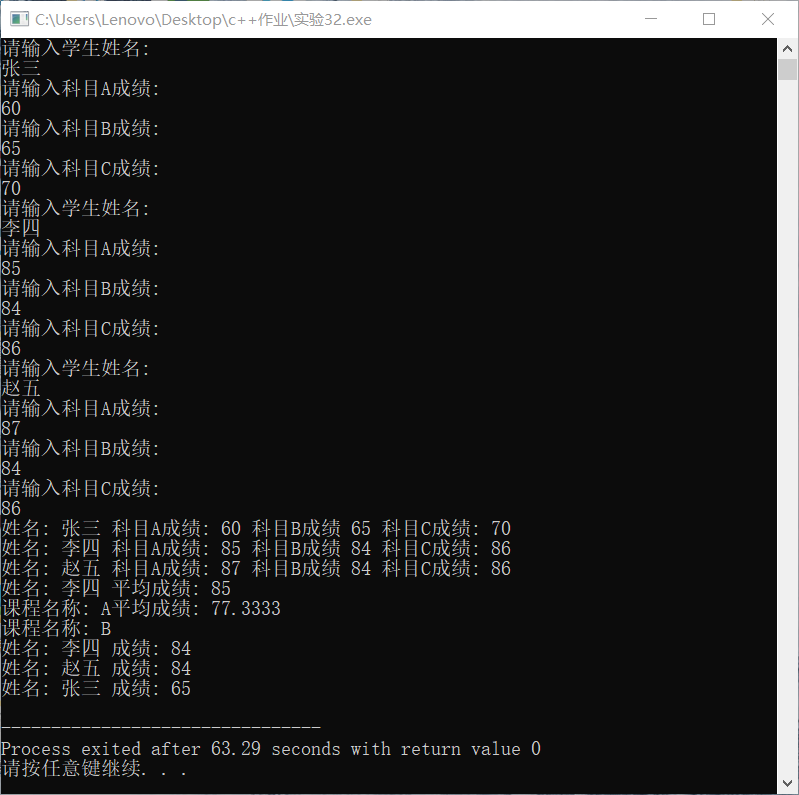 C:\Users\Lenovo\Desktop\c++作业\实验32.exe
请输入学生姓名:
张三
请输入科目A成绩:
60
请输入科目B成绩:
65
请输入科目C成绩:
70
请输入学生姓名:
李四
请输入科目A成绩:
85
请输入科目B成绩:
84
请输入科目C成绩:
86
请输入学生姓名:
赵五
请输入科目A成绩:
87
请输入科目B成绩:
84
请输入科目C成绩:
86
姓名: 张三 科目A成绩: 60 科目B成绩 65 科目C成绩: 70
姓名: 李四 科目A成绩: 85 科目B成绩 84 科目C成绩: 86
姓名: 赵五 科目A成绩: 87 科目B成绩 84 科目C成绩: 86
姓名: 李四 平均成绩: 85
课程名称: A平均成绩: 77.3333
课程名称: B
姓名: 李四 成绩: 84
姓名: 赵五 成绩: 84
姓名: 张三 成绩: 65
--------------------------------
Process exited after 63.29 seconds with return value 0
请按任意键继续. . .